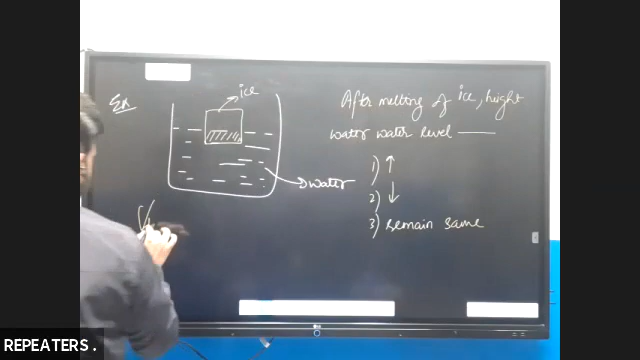 Ex
ice
After melting of ice, height
water water level ——
1) ↑
2) ↓
3) remain same
water
REPEATERS.